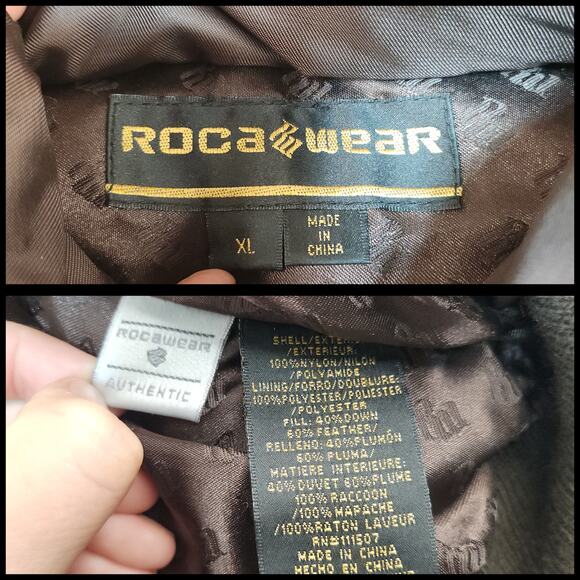 ROCAWEAR
XL
MADE
IN
CHINA
ROCAWEAR
AUTHENTIC
SHELL/EXTERI
/EXTERIEUR:
100%NYLON/NILON
/POLYAMIDE
LINING/FORRO/DOUBLURE:
100%POLYESTER/POLIESTER
/POLYESTER
FILL: 40%DOWN
60% FEATHER/
RELLENO: 40%PLUMÓN
60% PLUMA/
MATIERE INTERIEURE:
40%DUVET 60%PLUME
100%RACCOON
/100%MAPACHE
/100%RATON LAVEUR
RN#111507
MADE IN CHINA
HECHO EN CHINA